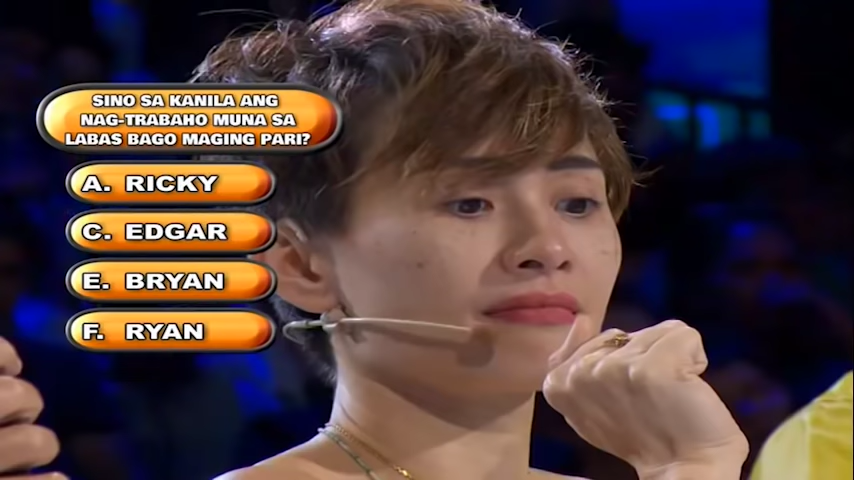 SINO SA KANILA ANG
NAG-TRABAHO MUNA SA
LABAS BAGO MAGING PARI?
A. RICKY
C. EDGAR
E. BRYAN
F. RYAN